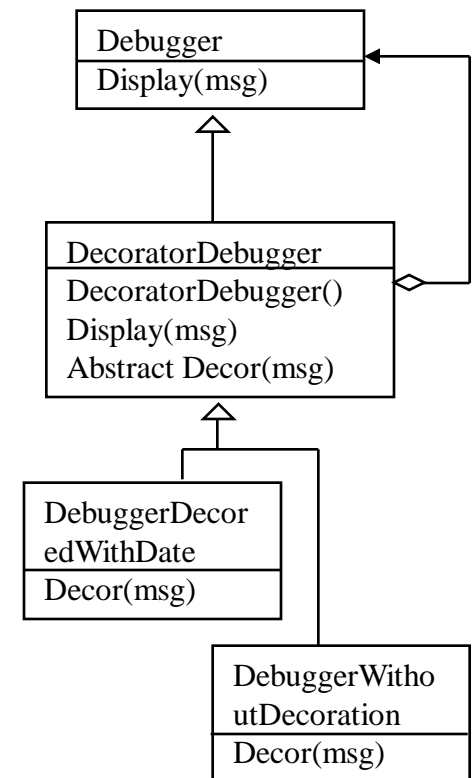 Debugger
Display(msg)
DecoratorDebugger
DecoratorDebugger()
Display(msg)
Abstract Decor(msg)
DebuggerDecor
edWithDate
Decor(msg)
DebuggerWitho
utDecoration
Decor(msg)